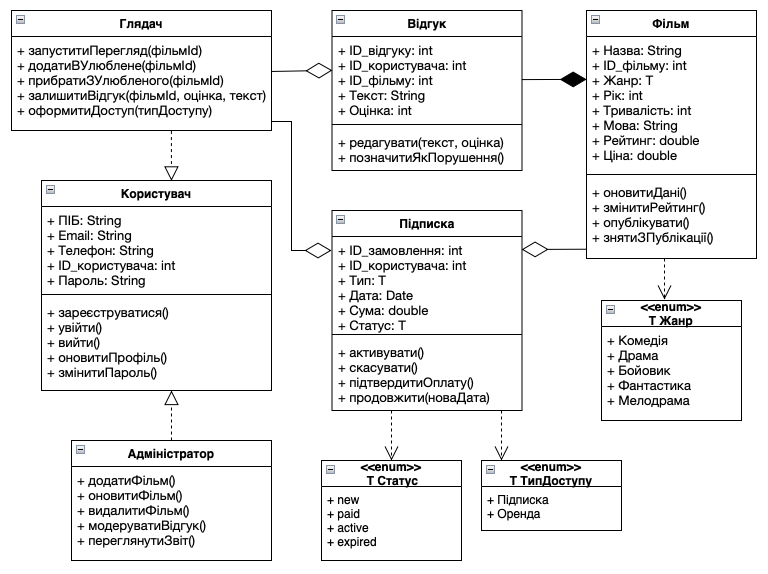 Глядач
+ запуститиПерегляд(фільмId)
+ додатиВУлюблене(фільмId)
+ прибратиЗУлюбленого(фільмId)
+ залишитиВідгук(фільмId, оцінка, текст)
+ оформитиДоступ(типДоступу)
Відгук
+ ID_відгуку: int
+ ID_користувача: int
+ ID_фільму: int
+ Текст: String
+ Оцінка: int
+ редагувати(текст, оцінка)
+ позначитиЯкПорушення()
Фільм
+ Назва: String
+ ID_фільму: int
+ Жанр: T
+ Рік: int
+ Тривалість: int
+ Мова: String
+ Рейтинг: double
+ Ціна: double
+ оновитиДані()
+ змінитиРейтинг()
+ опублікувати()
+ знятиЗПублікації()
Користувач
+ ПІБ: String
+ Email: String
+ Телефон: String
+ ID_користувача: int
+ Пароль: String
+ зареєструватися()
+ увійти()
+ вийти()
+ оновитиПрофіль()
+ змінитиПароль()
Підписка
+ ID_замовлення: int
+ ID_користувача: int
+ Тип: T
+ Дата: Date
+ Сума: double
+ Статус: T
+ активувати()
+ скасувати()
+ підтвердитиОплату()
+ продовжити(новаДата)
<<enum>>
T Жанр
+ Комедія
+ Драма
+ Бойовик
+ Фантастика
+ Мелодрама
Адміністратор
+ додатиФільм()
+ оновитиФільм()
+ видалитиФільм()
+ модеруватиВідгук()
+ переглянутиЗвіт()
<<enum>>
T Статус
+ new
+ paid
+ active
+ expired
<<enum>>
T ТипДоступу
+ Підписка
+ Оренда